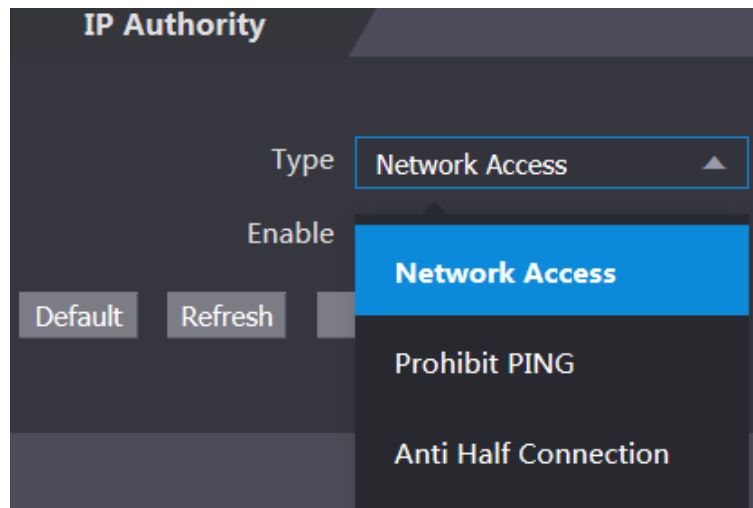 IP Authority
Type Network Access
Enable
Network Access
Default Refresh
Prohibit PING
Anti Half Connection